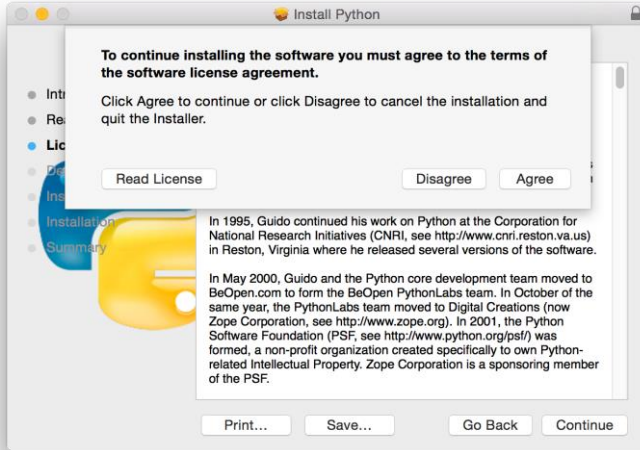 Install Python
To continue installing the software you must agree to the terms of
the software license agreement.
Click Agree to continue or click Disagree to cancel the installation and
quit the Installer.
Read License
Disagree
Agree
Intr
Re
Lic
De
Ins
Installation
Summary
In 1995, Guido continued his work on Python at the Corporation for
National Research Initiatives (CNRI, see http://www.cnri.reston.va.us)
in Reston, Virginia where he released several versions of the software.
In May 2000, Guido and the Python core development team moved to
BeOpen.com to form the BeOpen PythonLabs team. In October of the
same year, the PythonLabs team moved to Digital Creations (now
Zope Corporation, see http://www.zope.org). In 2001, the Python
Software Foundation (PSF, see http://www.python.org/psf/) was
formed, a non-profit organization created specifically to own Python-
related Intellectual Property. Zope Corporation is a sponsoring member
of the PSF.
Print...
Save...
Go Back
Continue